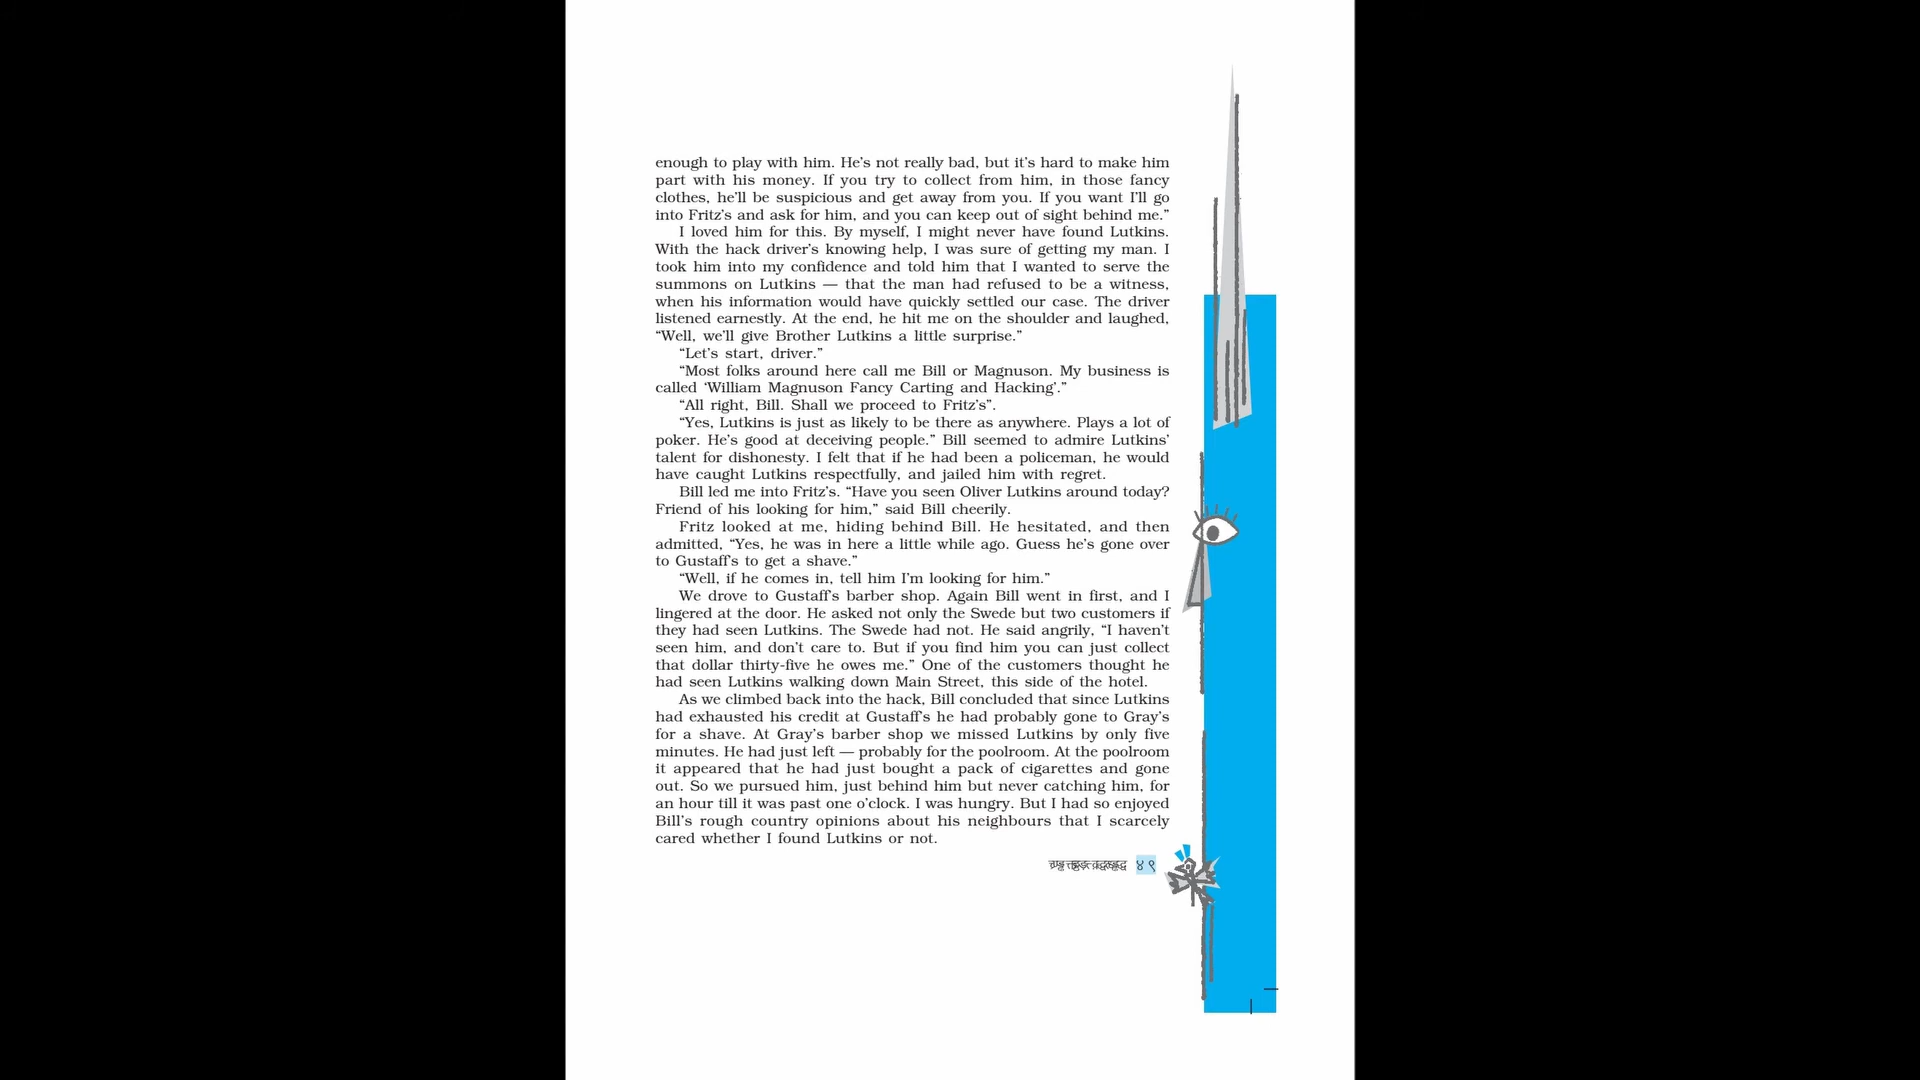 enough to play with him. He’s not really bad, but it’s hard to make him
part with his money. If you try to collect from him, in those fancy
clothes, he’ll be suspicious and get away from you. If you want I’ll go
into Fritz’s and ask for him, and you can keep out of sight behind me.”
I loved him for this. By myself, I might never have found Lutkins.
With the hack driver’s knowing help, I was sure of getting my man. I
took him into my confidence and told him that I wanted to serve the
summons on Lutkins — that the man had refused to be a witness,
when his information would have quickly settled our case. The driver
listened earnestly. At the end, he hit me on the shoulder and laughed,
“Well, we’ll give Brother Lutkins a little surprise.”
“Let’s start, driver.”
“Most folks around here call me Bill or Magnuson. My business is
called ‘William Magnuson Fancy Carting and Hacking’.”
“All right, Bill. Shall we proceed to Fritz’s”.
“Yes, Lutkins is just as likely to be there as anywhere. Plays a lot of
poker. He’s good at deceiving people.” Bill seemed to admire Lutkins’
talent for dishonesty. I felt that if he had been a policeman, he would
have caught Lutkins respectfully, and jailed him with regret.
Bill led me into Fritz’s. “Have you seen Oliver Lutkins around today?
Friend of his looking for him,” said Bill cheerily.
Fritz looked at me, hiding behind Bill. He hesitated, and then
admitted, “Yes, he was in here a little while ago. Guess he’s gone over
to Gustaff’s to get a shave.”
“Well, if he comes in, tell him I’m looking for him.”
We drove to Gustaff’s barber shop. Again Bill went in first, and I
lingered at the door. He asked not only the Swede but two customers if
they had seen Lutkins. The Swede had not. He said angrily, “I haven’t
seen him, and don’t care to. But if you find him you can just collect
that dollar thirty-five he owes me.” One of the customers thought he
had seen Lutkins walking down Main Street, this side of the hotel.
As we climbed back into the hack, Bill concluded that since Lutkins
had exhausted his credit at Gustaff’s he had probably gone to Gray’s
for a shave. At Gray’s barber shop we missed Lutkins by only five
minutes. He had just left — probably for the poolroom. At the poolroom
it appeared that he had just bought a pack of cigarettes and gone
out. So we pursued him, just behind him but never catching him, for
an hour till it was past one o’clock. I was hungry. But I had so enjoyed
Bill’s rough country opinions about his neighbours that I scarcely
cared whether I found Lutkins or not.
४९